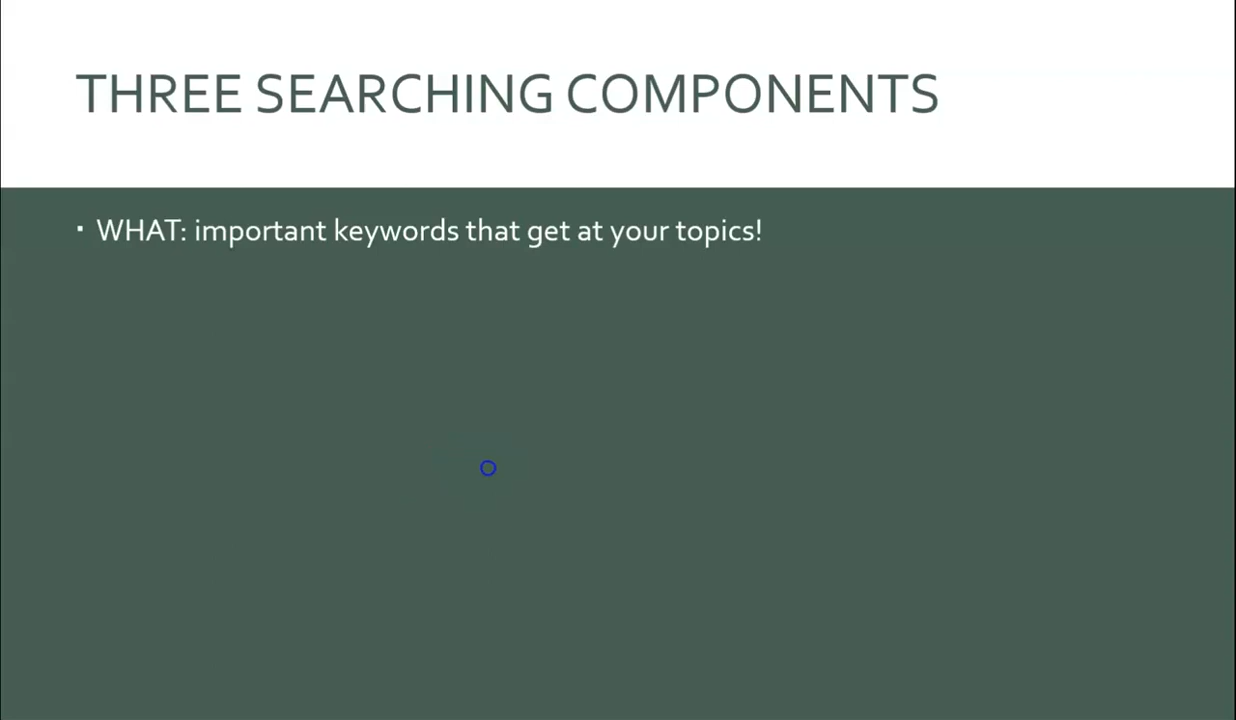 THREE SEARCHING COMPONENTS
▪ WHAT: important keywords that get at your topics!